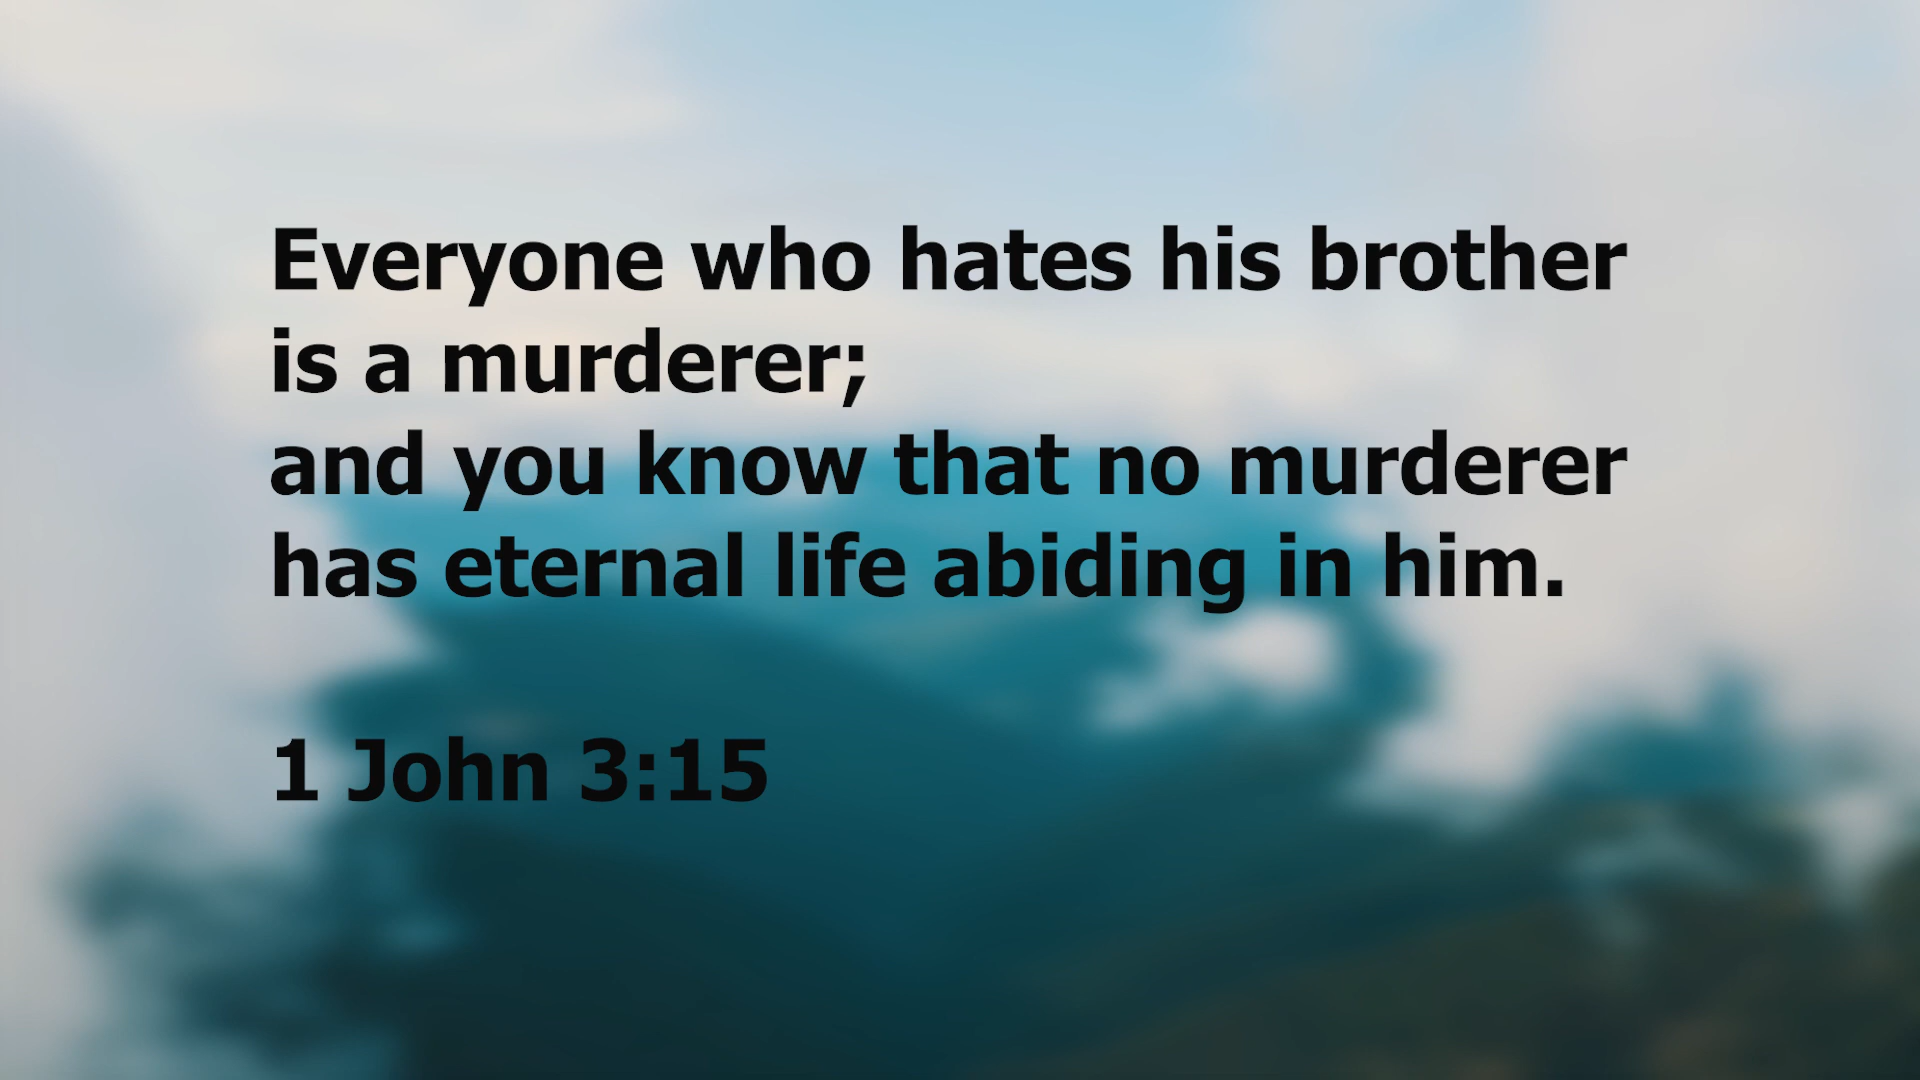 Everyone who hates his brother
is a murderer;
and you know that no murderer
has eternal life abiding in him.
1 John 3:15